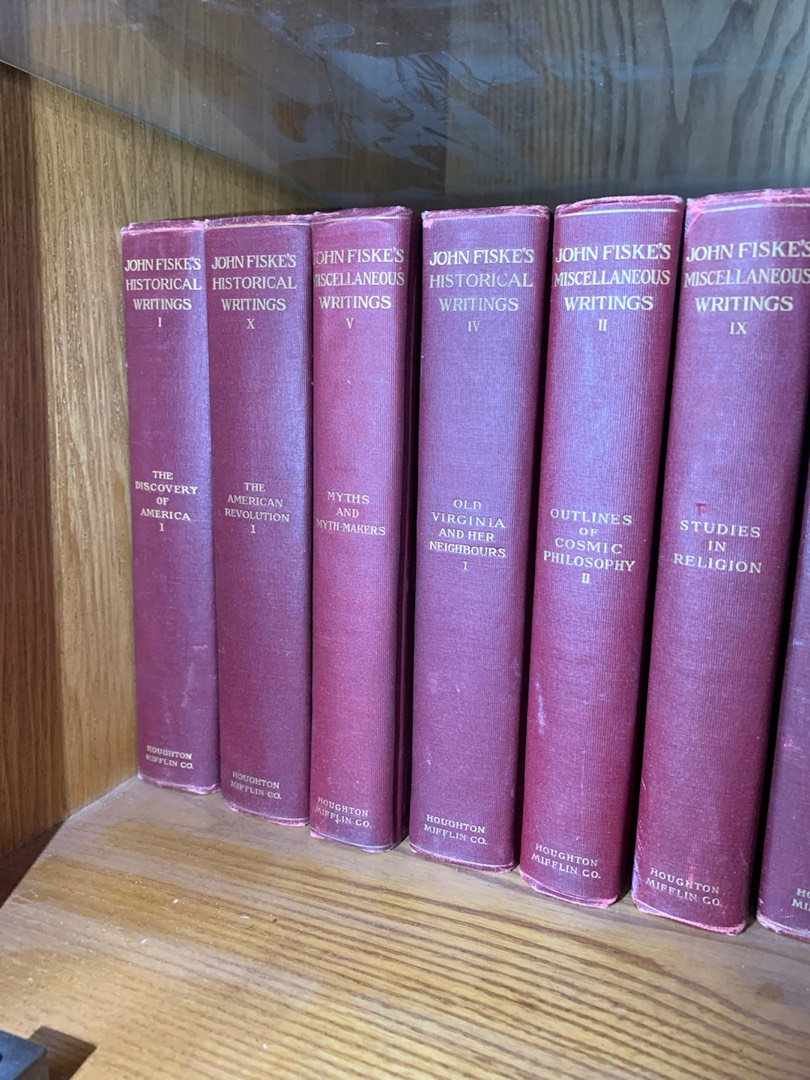 JOHN FISKE'S
HISTORICAL
WRITINGS
I
THE
DISCOVERY
OF
AMERICA
I
HOUGHTON
MIFFLIN CO.
JOHN FISKE'S
HISTORICAL
WRITINGS
X
THE
AMERICAN
REVOLUTION
I
HOUGHTON
MIFFLIN CO.
JOHN FISKE'S
MISCELLANEOUS
WRITINGS
V
MYTHS
AND
MYTH-MAKERS
HOUGHTON
MIFFLIN CO.
JOHN FISKE'S
HISTORICAL
WRITINGS
IV
OLD
VIRGINIA
AND HER
NEIGHBOURS
I
HOUGHTON
MIFFLIN CO.
JOHN FISKE'S
MISCELLANEOUS
WRITINGS
II
OUTLINES
OF
COSMIC
PHILOSOPHY
II
HOUGHTON
MIFFLIN CO.
JOHN FISKE'S
MISCELLANEOUS
WRITINGS
IX
STUDIES
IN
RELIGION
HOUGHTON
MIFFLIN CO.